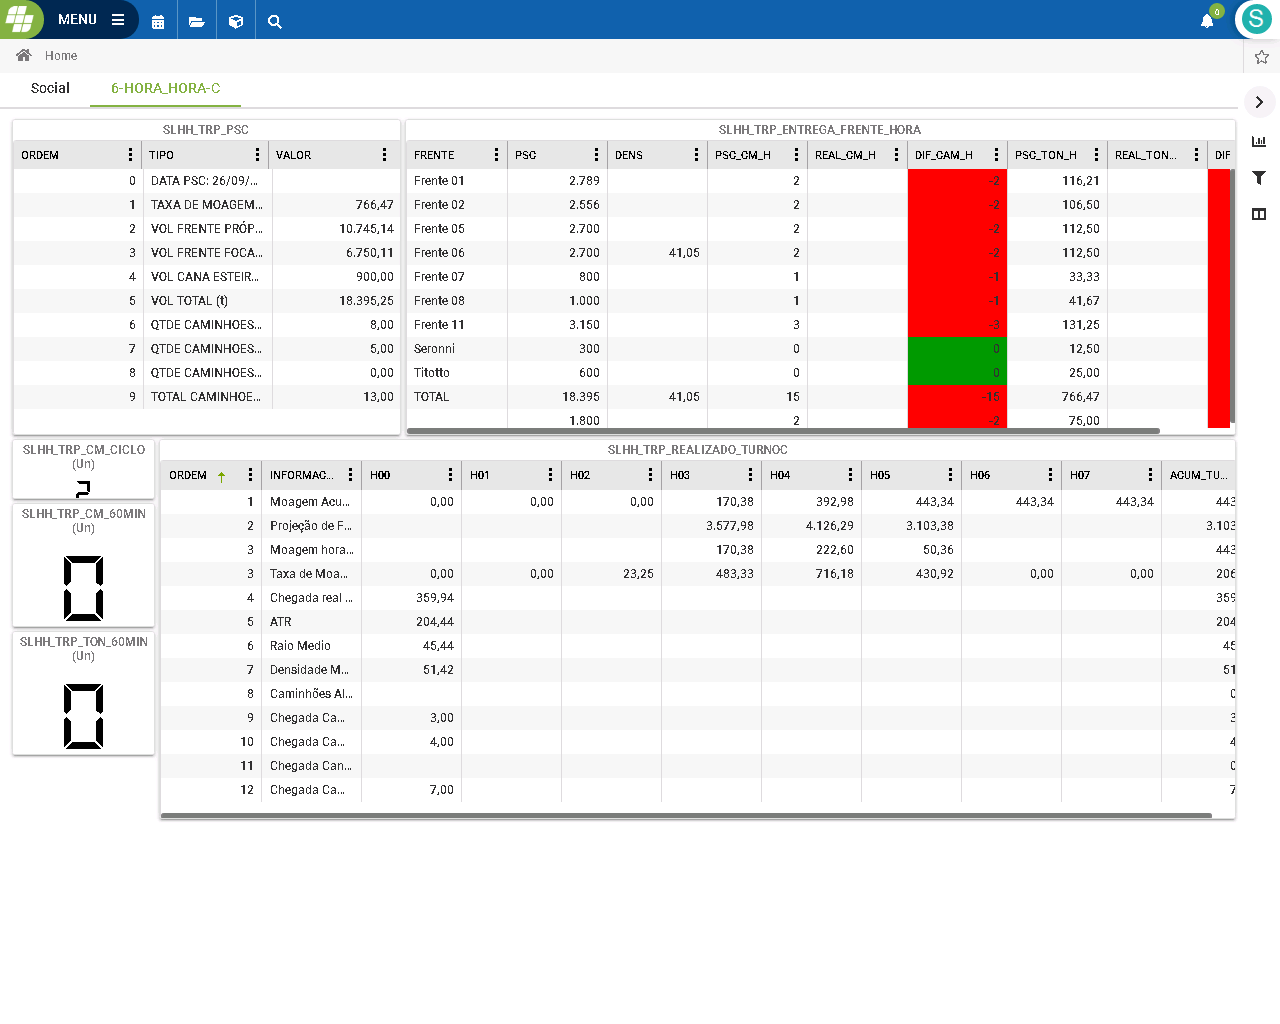 MENU
0
S
Home
Social
6-HORA_HORA-C
SLHH_TRP_PSC
ORDEM TIPO VALOR
0 DATA PSC: 26/09/...
1 TAXA DE MOAGEM... 766,47
2 VOL FRENTE PRÓP... 10.745,14
3 VOL FRENTE FOCA... 6.750,11
4 VOL CANA ESTEIR... 900,00
5 VOL TOTAL (t) 18.395,25
6 QTDE CAMINHOES... 8,00
7 QTDE CAMINHOES... 5,00
8 QTDE CAMINHOES... 0,00
9 TOTAL CAMINHOE... 13,00
SLHH_TRP_ENTREGA_FRENTE_HORA
FRENTE PSC DENS PSC_CM_H REAL_CM_H DIF_CAM_H PSC_TON_H REAL_TON... DIF
Frente 01 2.789 2 -2 116,21
Frente 02 2.556 2 -2 106,50
Frente 05 2.700 2 -2 112,50
Frente 06 2.700 41,05 2 -2 112,50
Frente 07 800 1 -1 33,33
Frente 08 1.000 1 -1 41,67
Frente 11 3.150 3 -3 131,25
Seronni 300 0 0 12,50
Titotto 600 0 0 25,00
TOTAL 18.395 41,05 15 -15 766,47
1.800 2 -2 75,00
SLHH_TRP_CM_CICLO
(Un)
2
SLHH_TRP_CM_60MIN
(Un)
0
SLHH_TRP_TON_60MIN
(Un)
0
SLHH_TRP_REALIZADO_TURNOC
ORDEM INFORMAC... H00 H01 H02 H03 H04 H05 H06 H07 ACUM_TU...
1 Moagem Acu... 0,00 0,00 0,00 170,38 392,98 443,34 443,34 443,34 443
2 Projeção de F... 3.577,98 4.126,29 3.103,38 3.103
3 Moagem hora... 170,38 222,60 50,36 443
3 Taxa de Moa... 0,00 0,00 23,25 483,33 716,18 430,92 0,00 0,00 206
4 Chegada real ... 359,94 359
5 ATR 204,44 204
6 Raio Medio 45,44 45
7 Densidade M... 51,42 51
8 Caminhões Al... 0
9 Chegada Ca... 3,00 3
10 Chegada Ca... 4,00 4
11 Chegada Can... 0
12 Chegada Ca... 7,00 7